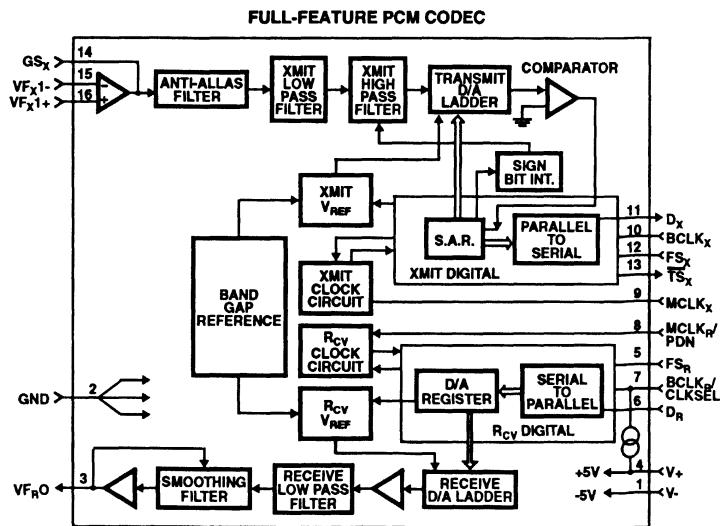 FULL-FEATURE PCM CODEC
GSX 14
VFX1- 15
VFX1+ 16
ANTI-ALLAS
FILTER
XMIT
LOW
PASS
FILTER
XMIT
HIGH
PASS
FILTER
TRANSMIT
D/A
LADDER
COMPARATOR
SIGN
BIT INT.
XMIT
VREF
S.A.R.
PARALLEL
TO
SERIAL
XMIT DIGITAL
11 DX
10 BCLKX
12 FSX
13 TSX
BAND
GAP
REFERENCE
XMIT
CLOCK
CIRCUIT
9 MCLKX
RCV
CLOCK
CIRCUIT
8 MCLKR/
PDN
5 FSR
7 BCLKR/
CLKSEL
6 DR
GND 2
RCV
VREF
D/A
REGISTER
SERIAL
TO
PARALLEL
RCV DIGITAL
+5V 4 V+
-5V 1 V-
VFRO 3
SMOOTHING
FILTER
RECEIVE
LOW PASS
FILTER
RECEIVE
D/A LADDER